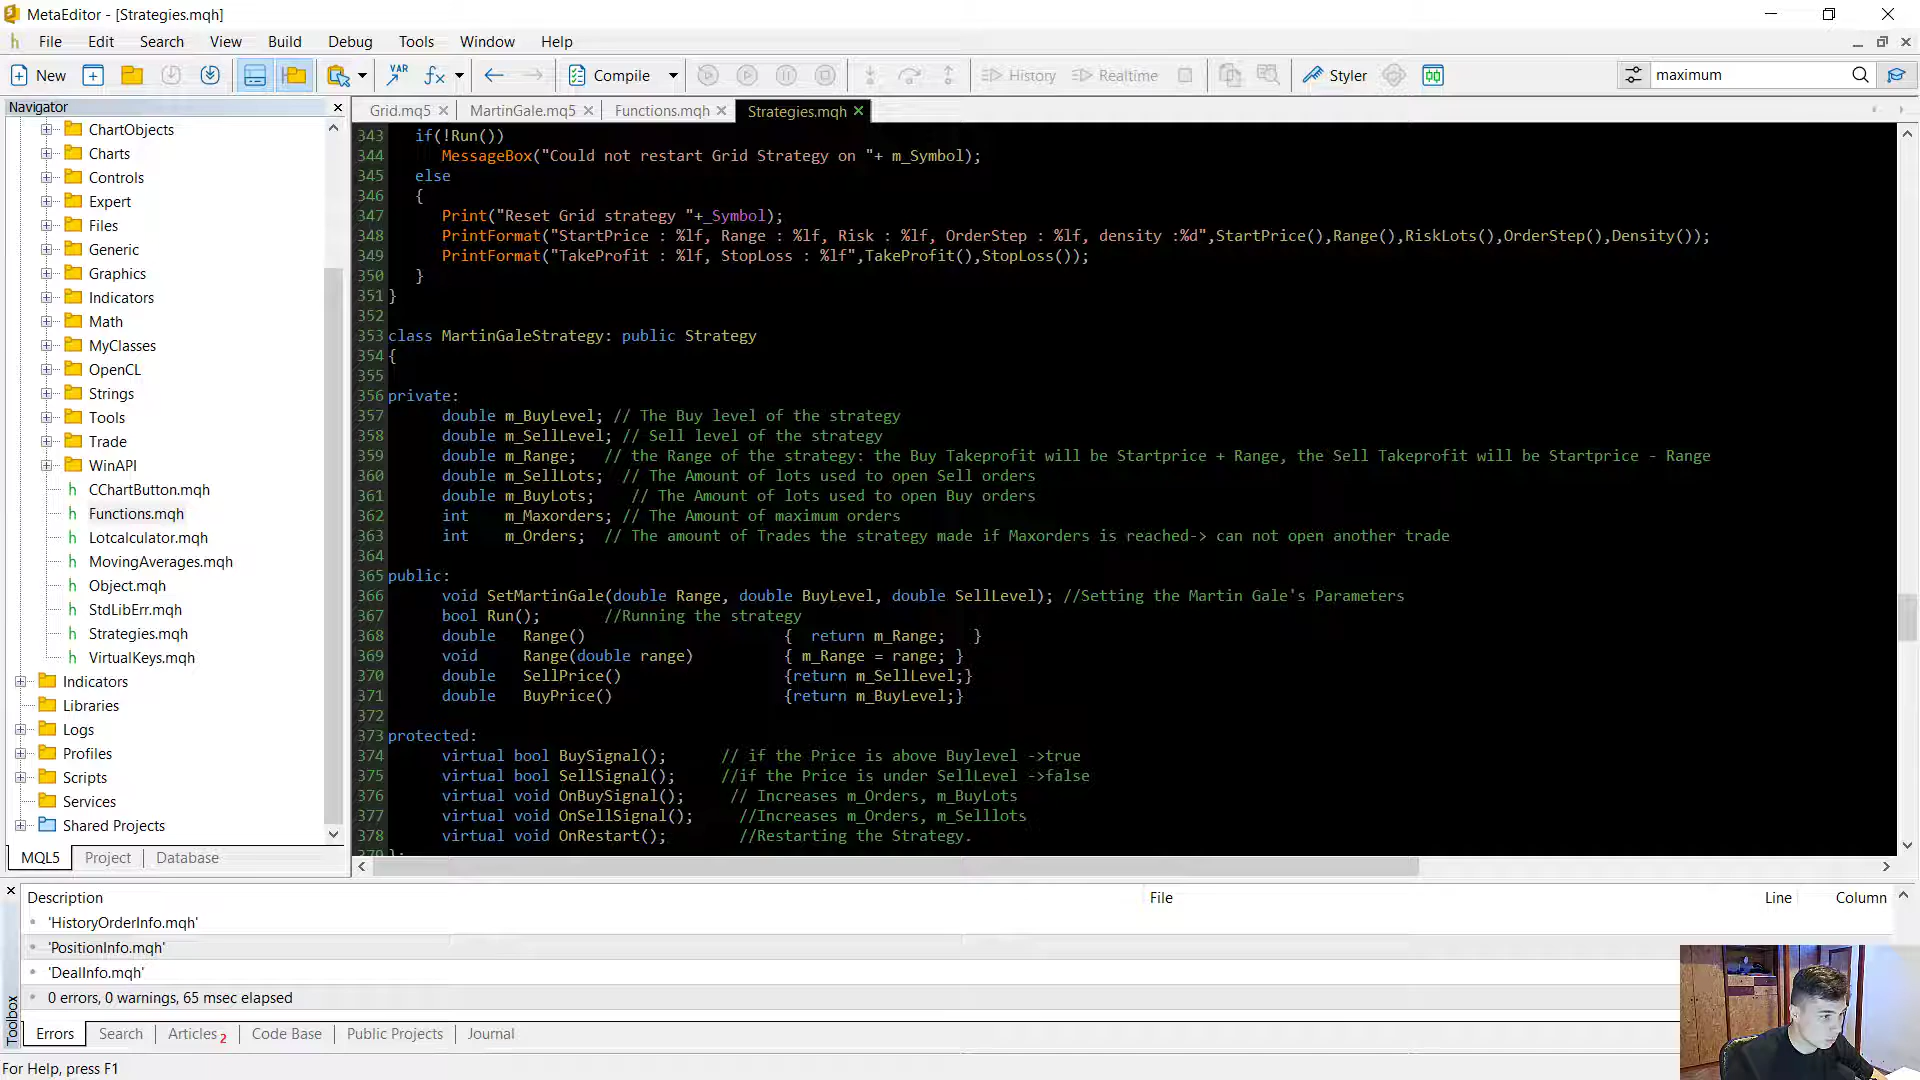 MetaEditor - [Strategies.mqh]
File Edit Search View Build Debug Tools Window Help
New VAR Compile History Realtime Styler maximum
Navigator
Grid.mq5 MartinGale.mq5 Functions.mqh Strategies.mqh
ChartObjects
Charts
Controls
Expert
Files
Generic
Graphics
Indicators
Math
MyClasses
OpenCL
Strings
Tools
Trade
WinAPI
CChartButton.mqh
Functions.mqh
Lotcalculator.mqh
MovingAverages.mqh
Object.mqh
StdLibErr.mqh
Strategies.mqh
VirtualKeys.mqh
Indicators
Libraries
Logs
Profiles
Scripts
Services
Shared Projects
MQL5 Project Database
343 if(!Run())
344 MessageBox("Could not restart Grid Strategy on "+ m_Symbol);
345 else
346 {
347 Print("Reset Grid strategy "+_Symbol);
348 PrintFormat("StartPrice : %lf, Range : %lf, Risk : %lf, OrderStep : %lf, density :%d",StartPrice(),Range(),RiskLots(),OrderStep(),Density());
349 PrintFormat("TakeProfit : %lf, StopLoss : %lf",TakeProfit(),StopLoss());
350 }
351 }
352
353 class MartinGaleStrategy: public Strategy
354 {
355
356 private:
357 double m_BuyLevel; // The Buy level of the strategy
358 double m_SellLevel; // Sell level of the strategy
359 double m_Range; // the Range of the strategy: the Buy Takeprofit will be Startprice + Range, the Sell Takeprofit will be Startprice - Range
360 double m_SellLots; // The Amount of lots used to open Sell orders
361 double m_BuyLots; // The Amount of lots used to open Buy orders
362 int m_Maxorders; // The Amount of maximum orders
363 int m_Orders; // The amount of Trades the strategy made if Maxorders is reached-> can not open another trade
364
365 public:
366 void SetMartinGale(double Range, double BuyLevel, double SellLevel); //Setting the Martin Gale's Parameters
367 bool Run(); //Running the strategy
368 double Range() { return m_Range; }
369 void Range(double range) { m_Range = range; }
370 double SellPrice() {return m_SellLevel;}
371 double BuyPrice() {return m_BuyLevel;}
372
373 protected:
374 virtual bool BuySignal(); // if the Price is above Buylevel ->true
375 virtual bool SellSignal(); //if the Price is under SellLevel ->false
376 virtual void OnBuySignal(); // Increases m_Orders, m_BuyLots
377 virtual void OnSellSignal(); //Increases m_Orders, m_Selllots
378 virtual void OnRestart(); //Restarting the Strategy.
379 };
Description File Line Column
'HistoryOrderInfo.mqh'
'PositionInfo.mqh'
'DealInfo.mqh'
0 errors, 0 warnings, 65 msec elapsed
Toolbox
Errors Search Articles 2 Code Base Public Projects Journal
For Help, press F1